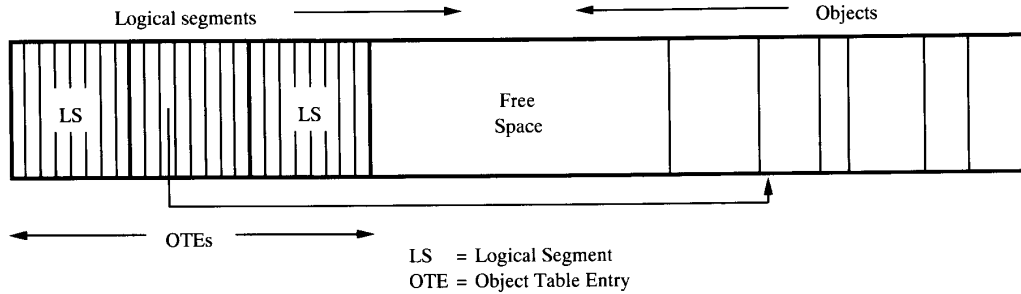 Logical segments
Objects
LS
LS
Free
Space
OTEs
LS = Logical Segment
OTE = Object Table Entry